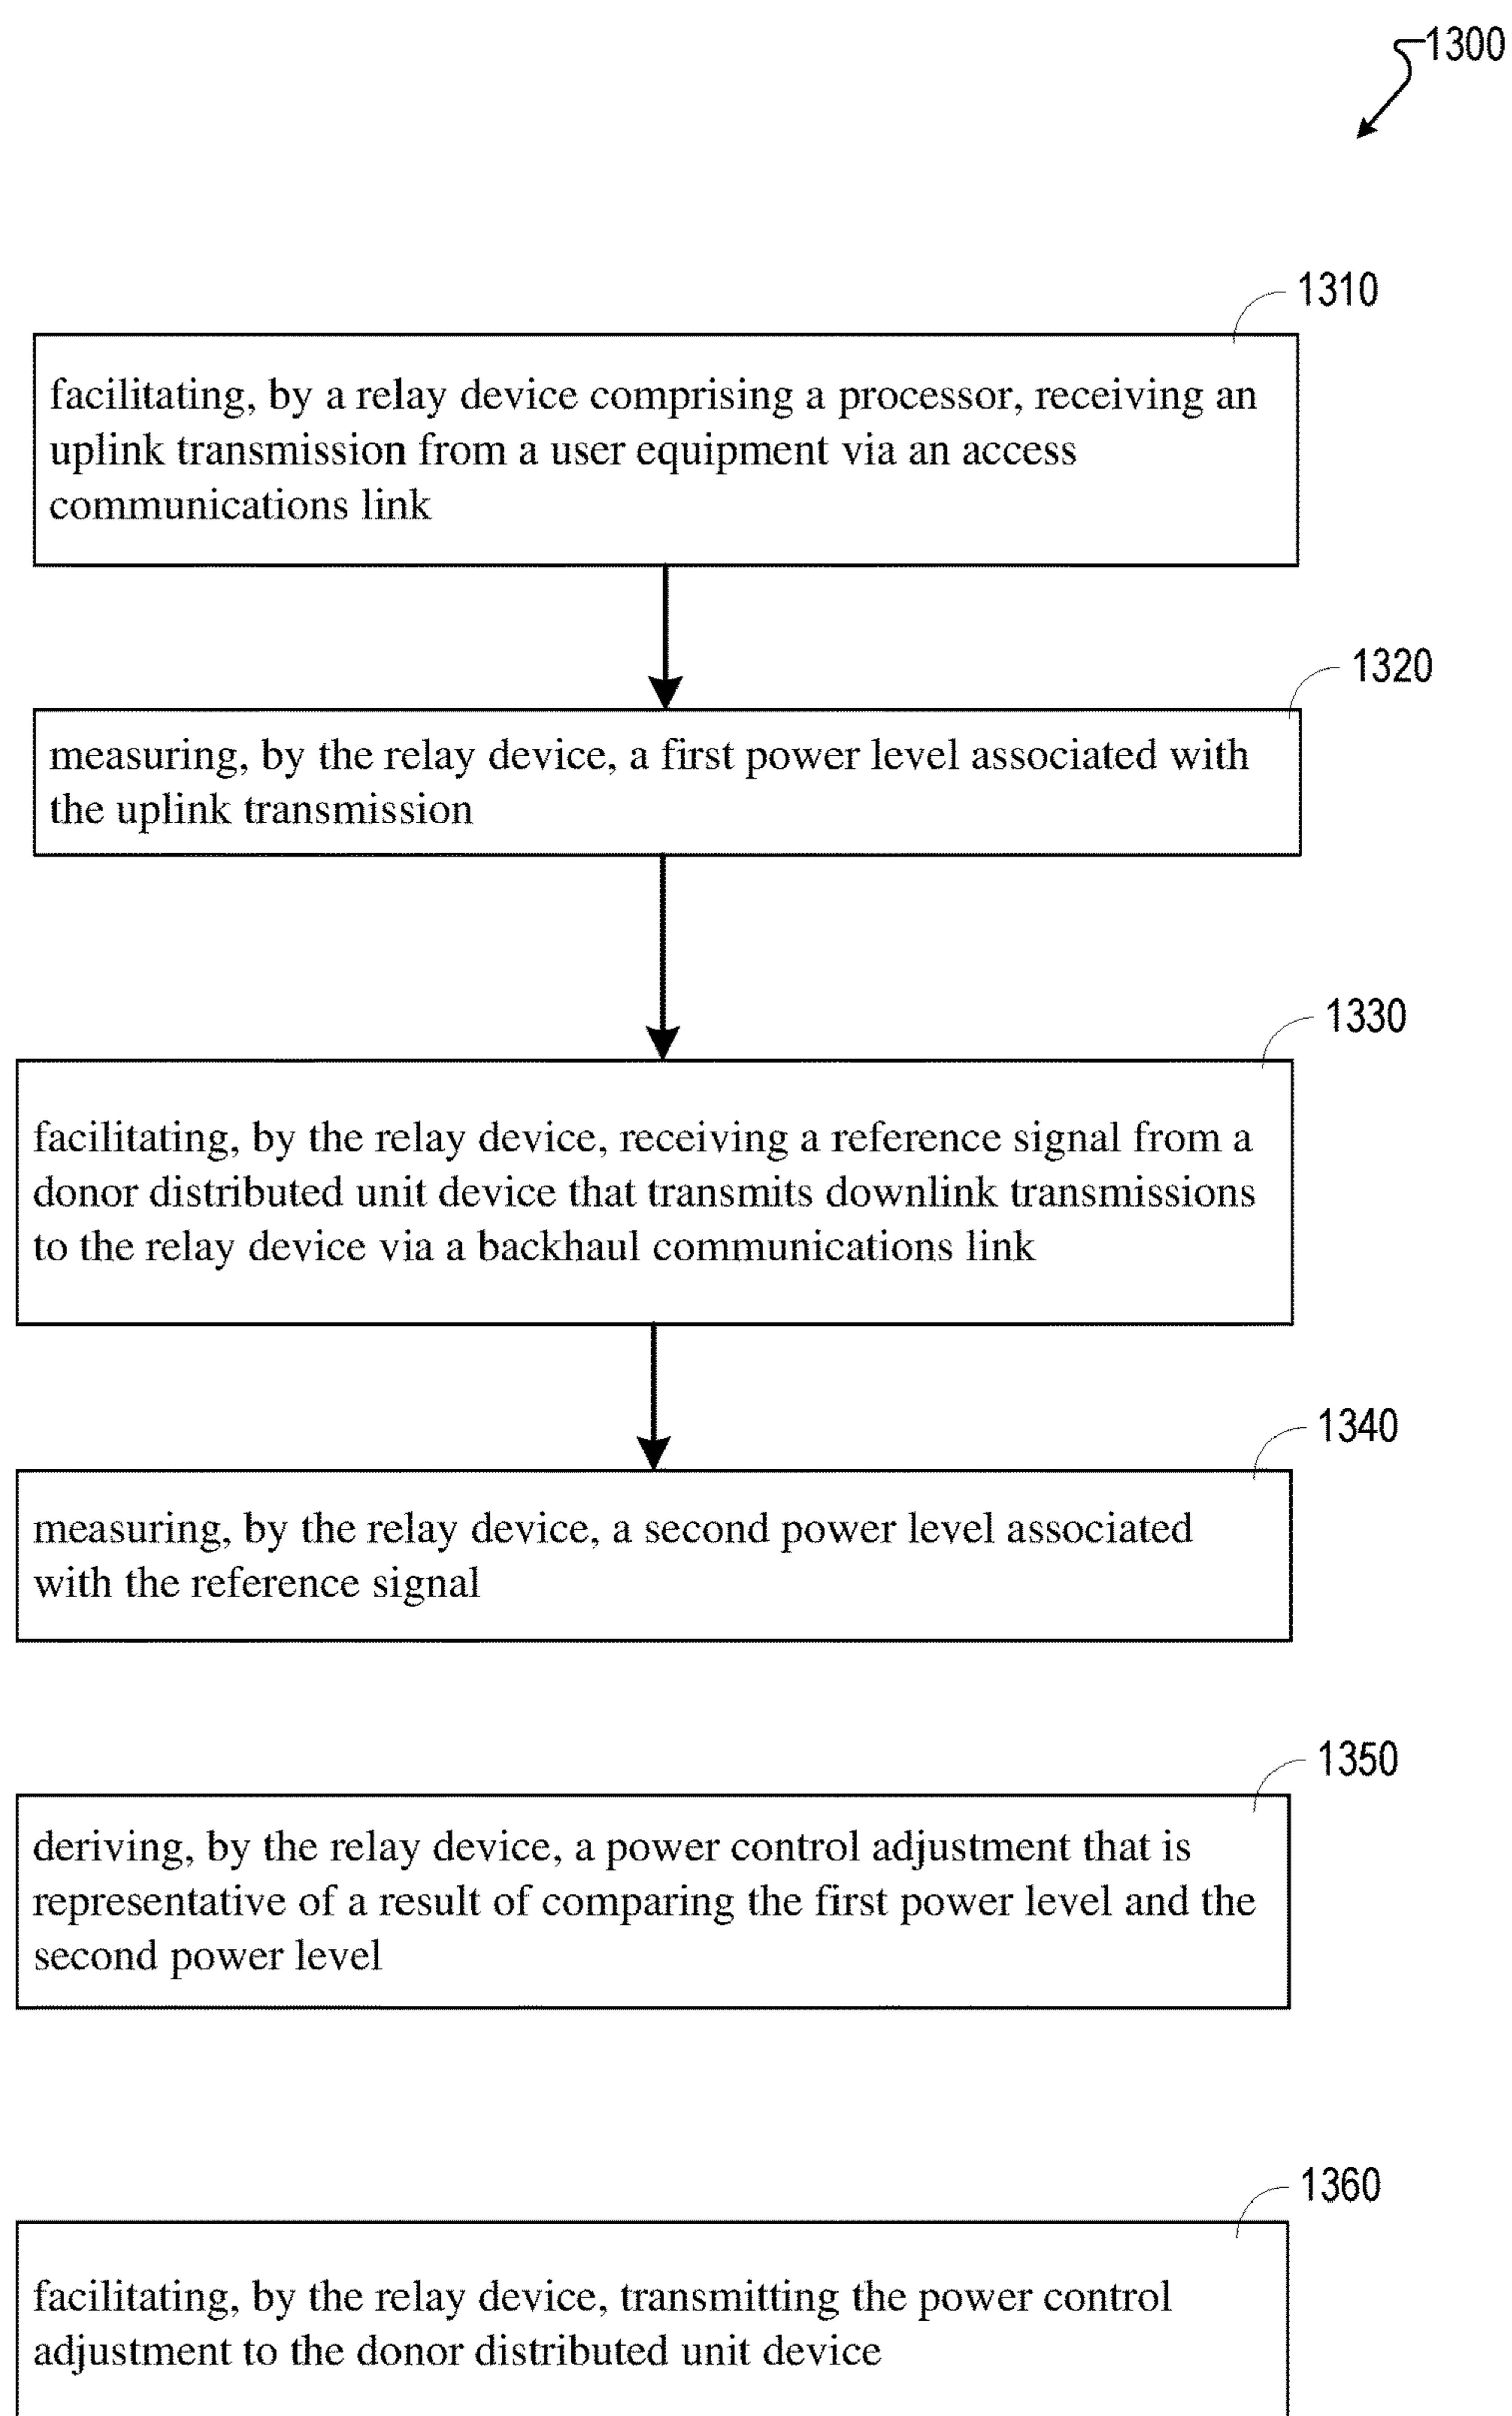 1300
1310
facilitating, by a relay device comprising a processor, receiving an
uplink transmission from a user equipment via an access
communications link
1320
measuring, by the relay device, a first power level associated with
the uplink transmission
1330
facilitating, by the relay device, receiving a reference signal from a
donor distributed unit device that transmits downlink transmissions
to the relay device via a backhaul communications link
1340
measuring, by the relay device, a second power level associated
with the reference signal
1350
deriving, by the relay device, a power control adjustment that is
representative of a result of comparing the first power level and the
second power level
1360
facilitating, by the relay device, transmitting the power control
adjustment to the donor distributed unit device